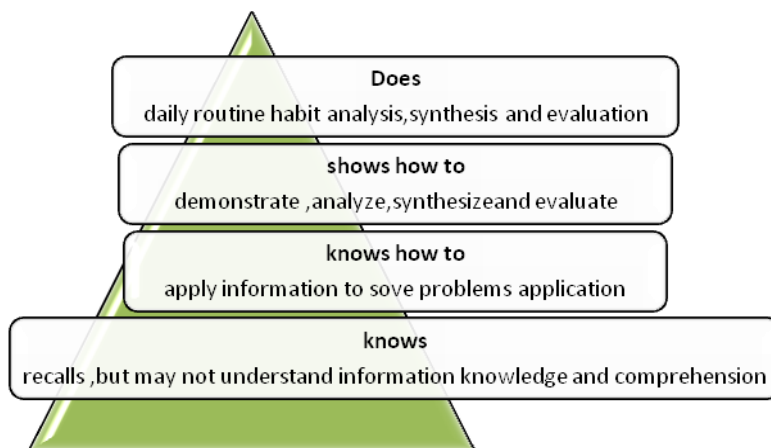 Does
daily routine habit analysis,synthesis and evaluation
shows how to
demonstrate ,analyze,synthesizeand evaluate
knows how to
apply information to sove problems application
knows
recalls ,but may not understand information knowledge and comprehension